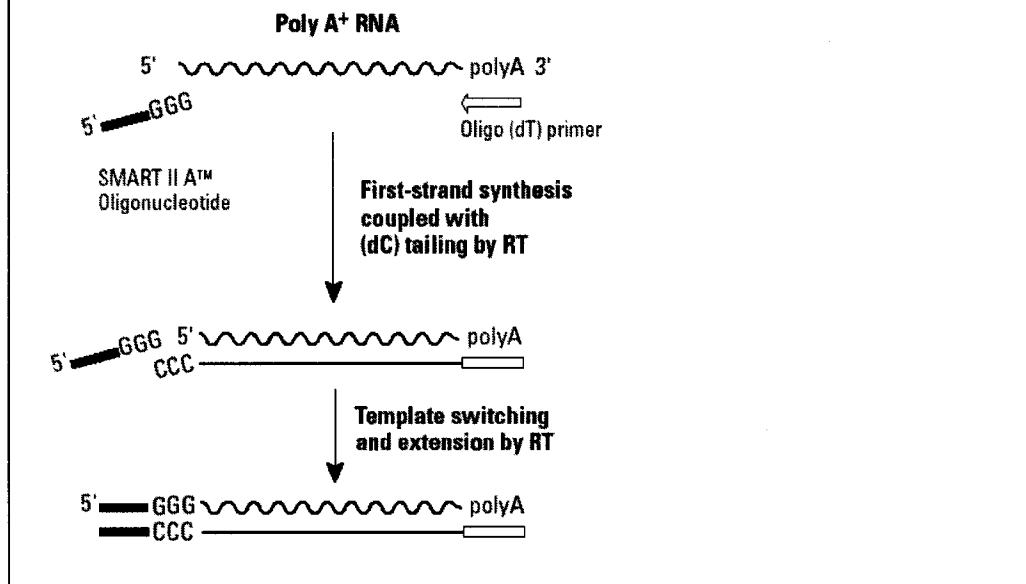 Poly A+ RNA
5' polyA 3'
5' GGG
Oligo (dT) primer
SMART II A™
Oligonucleotide
First-strand synthesis
coupled with
(dC) tailing by RT
5' GGG 5' polyA
CCC
Template switching
and extension by RT
5' GGG polyA
CCC